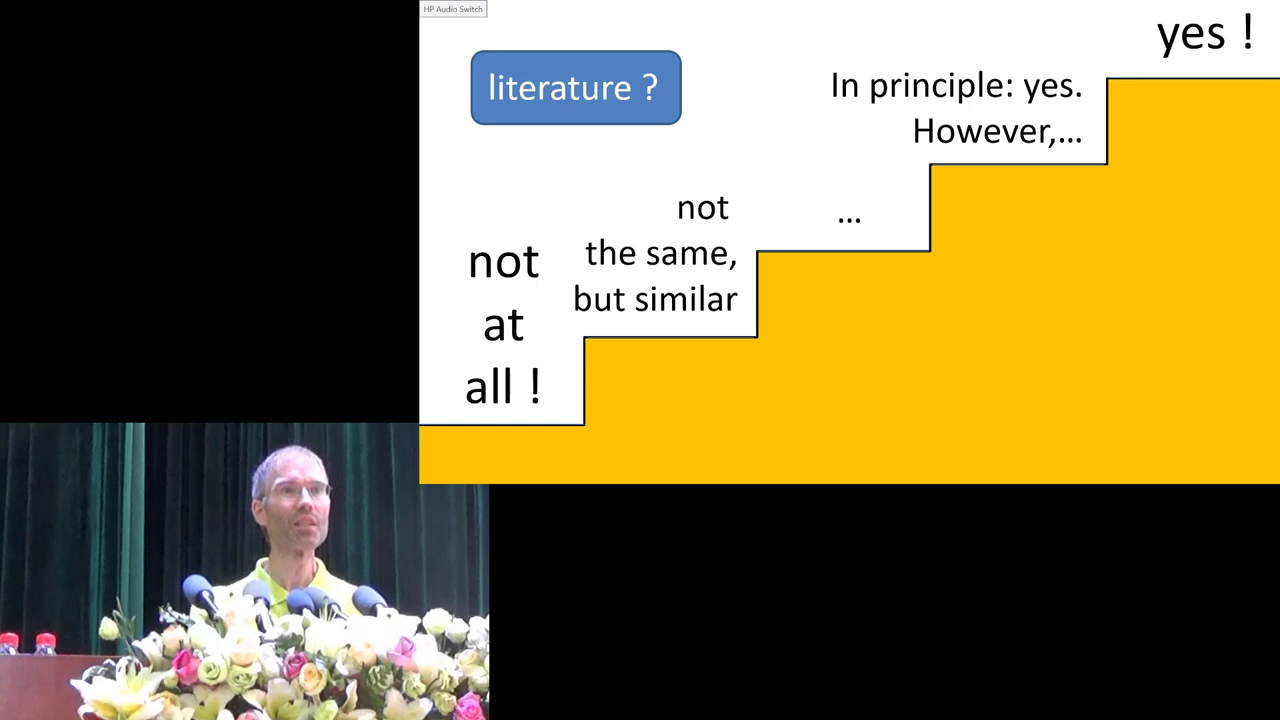 HP Audio Switch
literature ?
not
at
all !
not
the same,
but similar
...
In principle: yes.
However,...
yes !